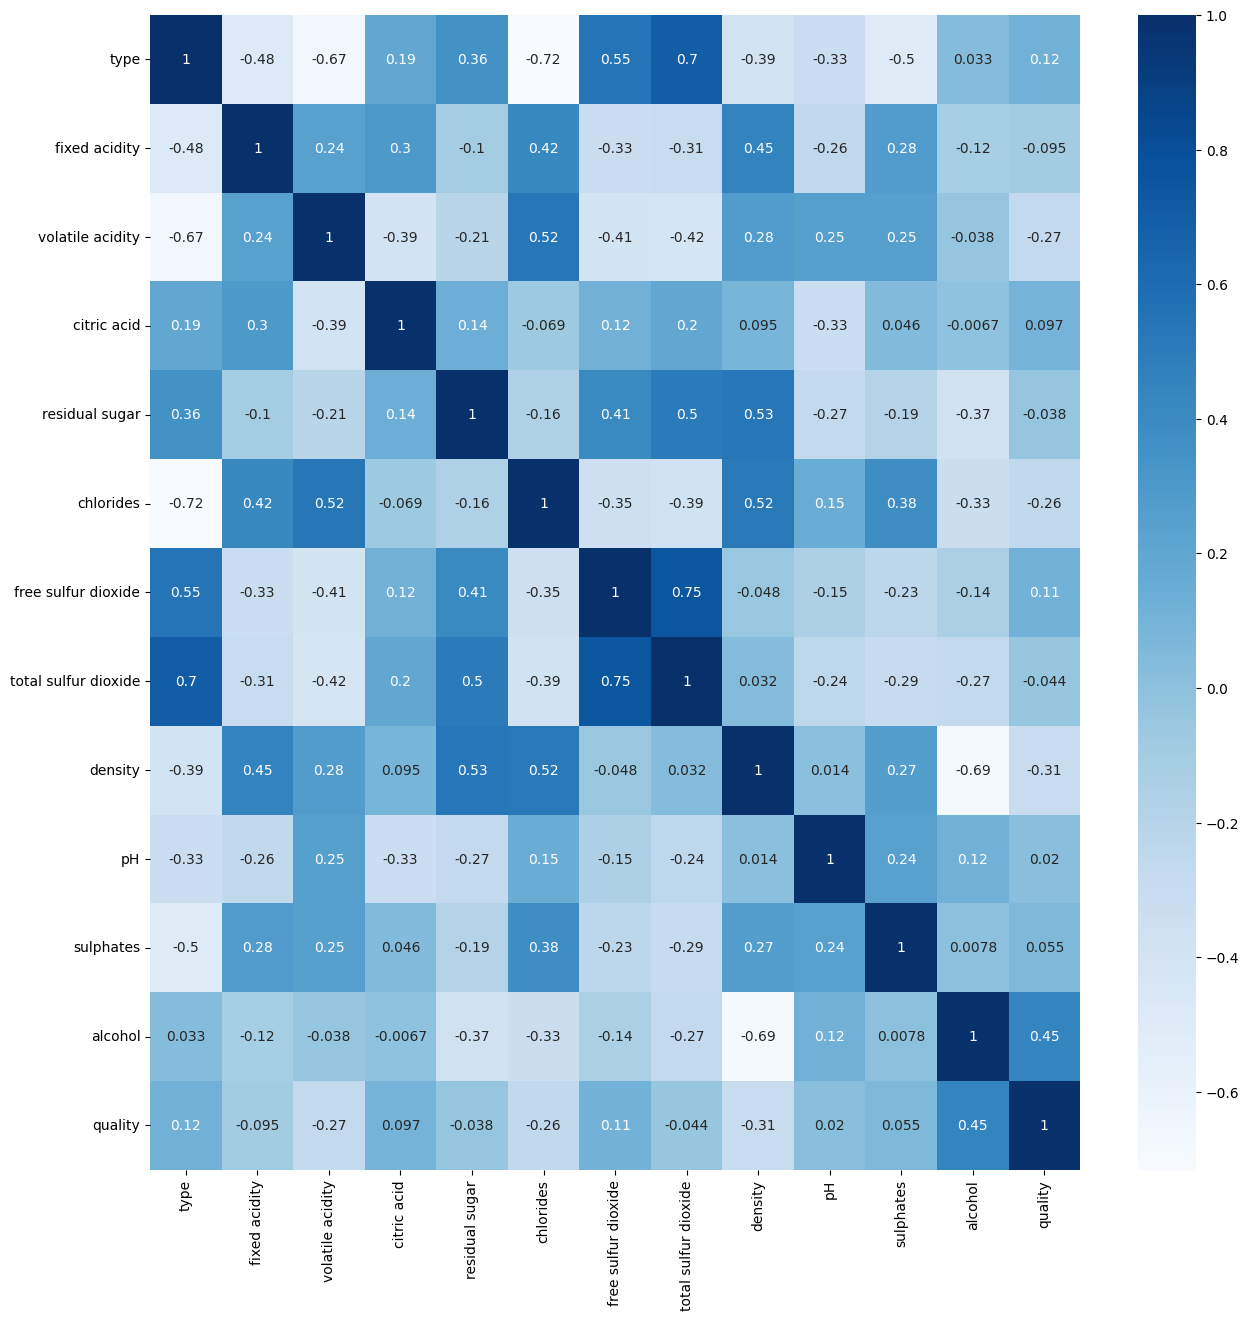 type 1 -0.48 -0.67 0.19 0.36 -0.72 0.55 0.7 -0.39 -0.33 -0.5 0.033 0.12
fixed acidity -0.48 1 0.24 0.3 -0.1 0.42 -0.33 -0.31 0.45 -0.26 0.28 -0.12 -0.095
volatile acidity -0.67 0.24 1 -0.39 -0.21 0.52 -0.41 -0.42 0.28 0.25 0.25 -0.038 -0.27
citric acid 0.19 0.3 -0.39 1 0.14 -0.069 0.12 0.2 0.095 -0.33 0.046 -0.0067 0.097
residual sugar 0.36 -0.1 -0.21 0.14 1 -0.16 0.41 0.5 0.53 -0.27 -0.19 -0.37 -0.038
chlorides -0.72 0.42 0.52 -0.069 -0.16 1 -0.35 -0.39 0.52 0.15 0.38 -0.33 -0.26
free sulfur dioxide 0.55 -0.33 -0.41 0.12 0.41 -0.35 1 0.75 -0.048 -0.15 -0.23 -0.14 0.11
total sulfur dioxide 0.7 -0.31 -0.42 0.2 0.5 -0.39 0.75 1 0.032 -0.24 -0.29 -0.27 -0.044
density -0.39 0.45 0.28 0.095 0.53 0.52 -0.048 0.032 1 0.014 0.27 -0.69 -0.31
pH -0.33 -0.26 0.25 -0.33 -0.27 0.15 -0.15 -0.24 0.014 1 0.24 0.12 0.02
sulphates -0.5 0.28 0.25 0.046 -0.19 0.38 -0.23 -0.29 0.27 0.24 1 0.0078 0.055
alcohol 0.033 -0.12 -0.038 -0.0067 -0.37 -0.33 -0.14 -0.27 -0.69 0.12 0.0078 1 0.45
quality 0.12 -0.095 -0.27 0.097 -0.038 -0.26 0.11 -0.044 -0.31 0.02 0.055 0.45 1
type
fixed acidity
volatile acidity
citric acid
residual sugar
chlorides
free sulfur dioxide
total sulfur dioxide
density
pH
sulphates
alcohol
quality
1.0
0.8
0.6
0.4
0.2
0.0
−0.2
−0.4
−0.6